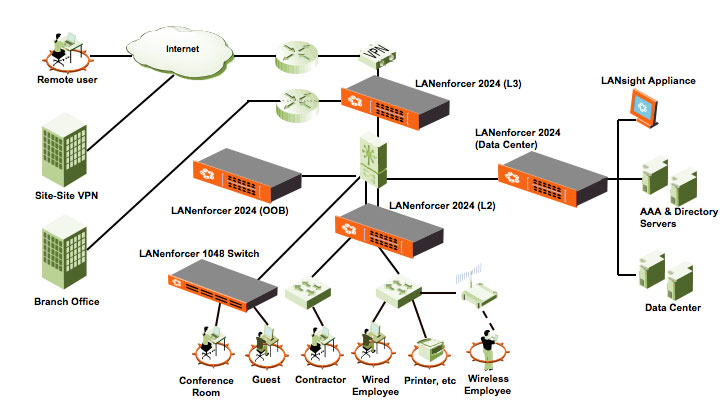 Internet
Remote user
VPN
LANenforcer 2024 (L3)
LANsight Appliance
LANenforcer 2024
(Data Center)
Site-Site VPN
LANenforcer 2024 (OOB)
LANenforcer 2024 (L2)
AAA & Directory
Servers
LANenforcer 1048 Switch
Branch Office
Data Center
Conference
Room
Guest
Contractor
Wired
Employee
Printer, etc
Wireless
Employee